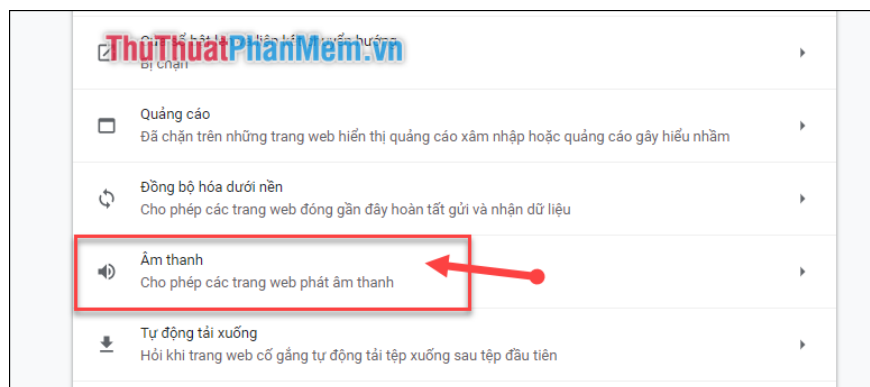 ThuThuatPhanMem.vn
Bị chặn
Quảng cáo
Đã chặn trên những trang web hiển thị quảng cáo xâm nhập hoặc quảng cáo gây hiểu nhầm
Đồng bộ hóa dưới nền
Cho phép các trang web đóng gần đây hoàn tất gửi và nhận dữ liệu
Âm thanh
Cho phép các trang web phát âm thanh
Tự động tải xuống
Hỏi khi trang web cố gắng tự động tải tệp xuống sau tệp đầu tiên